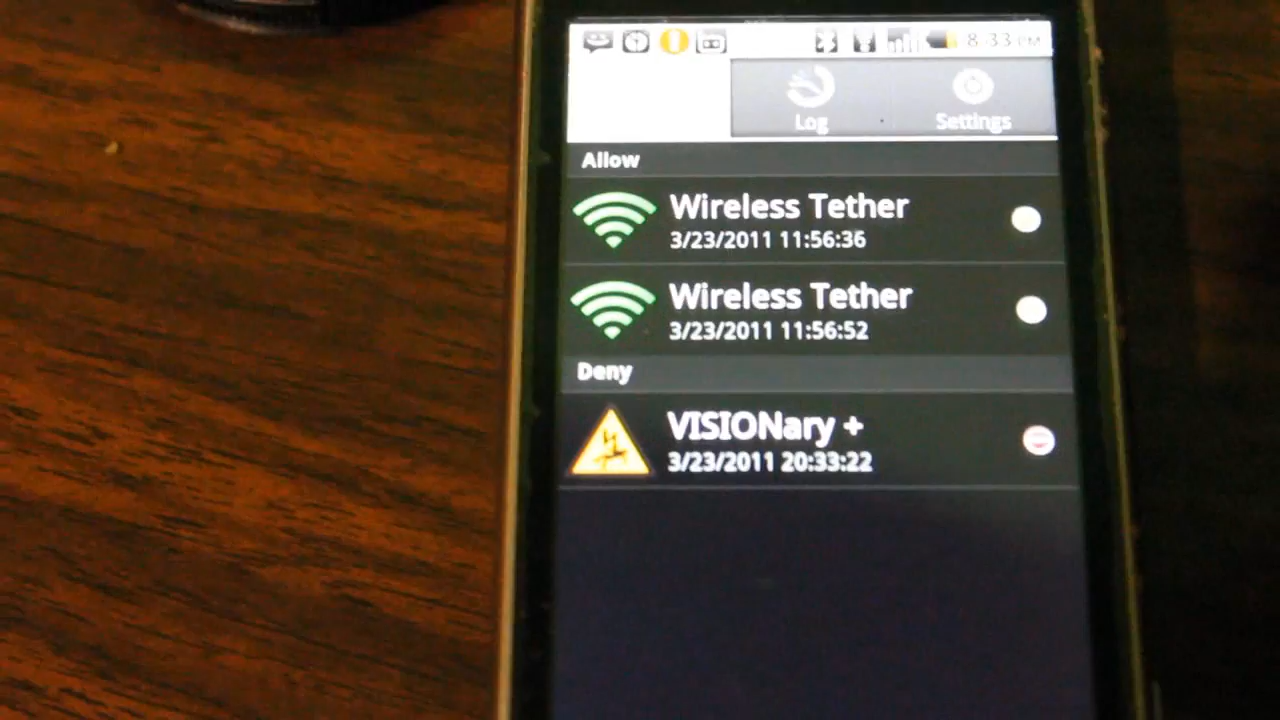 8:33 PM
Log
Settings
Allow
Wireless Tether
3/23/2011 11:56:36
Wireless Tether
3/23/2011 11:56:52
Deny
VISIONary +
3/23/2011 20:33:22